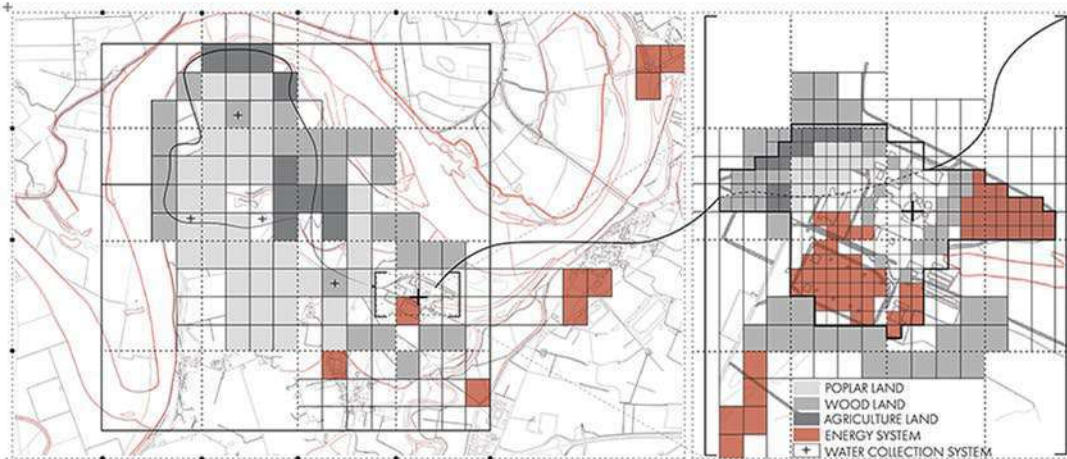 POPLAR LAND
WOOD LAND
AGRICULTURE LAND
ENERGY SYSTEM
WATER COLLECTION SYSTEM